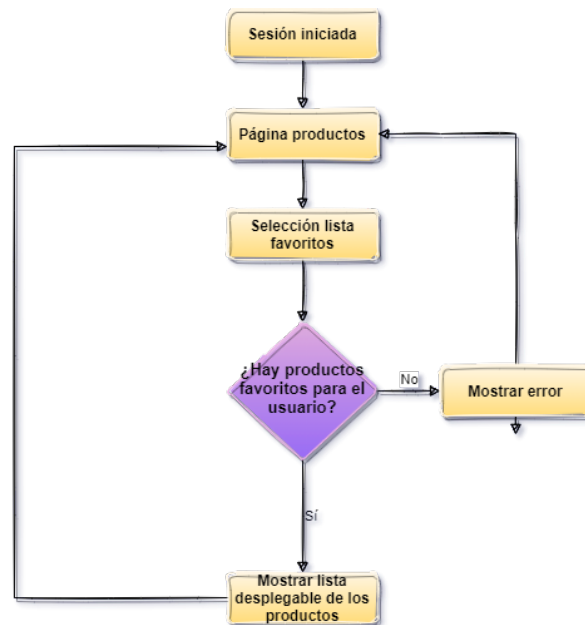 Sesión iniciada
Página productos
Selección lista
favoritos
¿Hay productos
favoritos para el
usuario?
No
Mostrar error
Sí
Mostrar lista
desplegable de los
productos